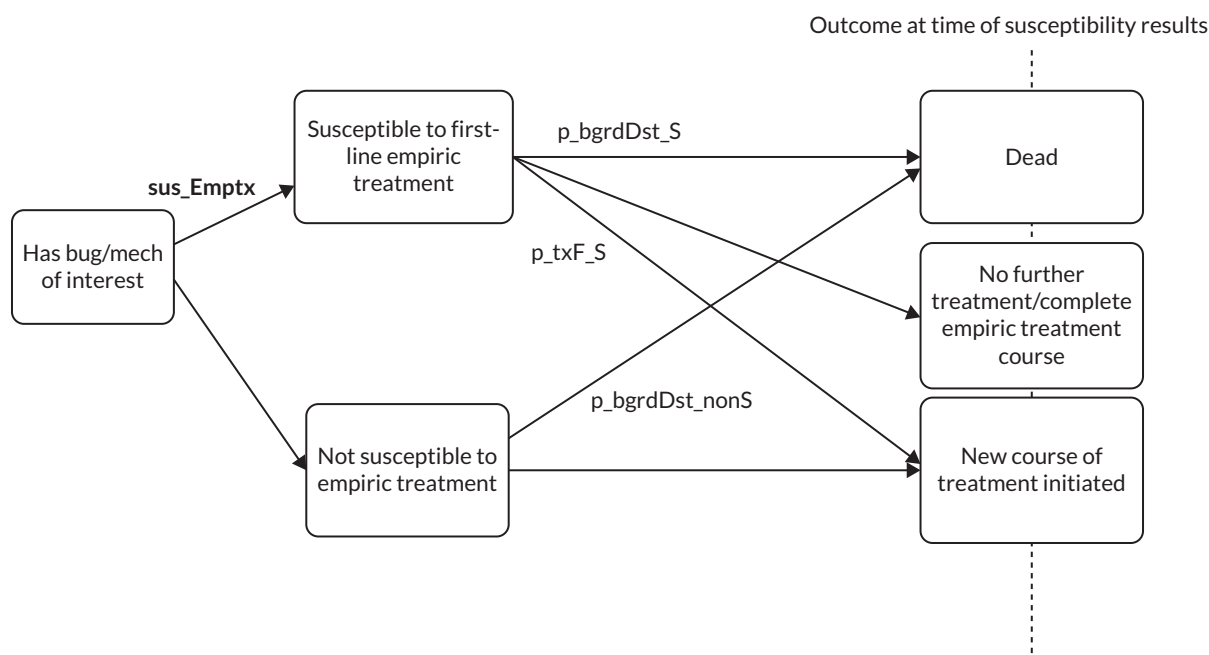 Outcome at time of susceptibility results
Susceptible to first-
line empiric
treatment
p_bgrdDst_S
Dead
sus_Emptx
Has bug/mech
of interest
p_txF_S
No further
treatment/complete
empiric treatment
course
p_bgrdDst_nonS
Not susceptible to
empiric treatment
New course of
treatment initiated